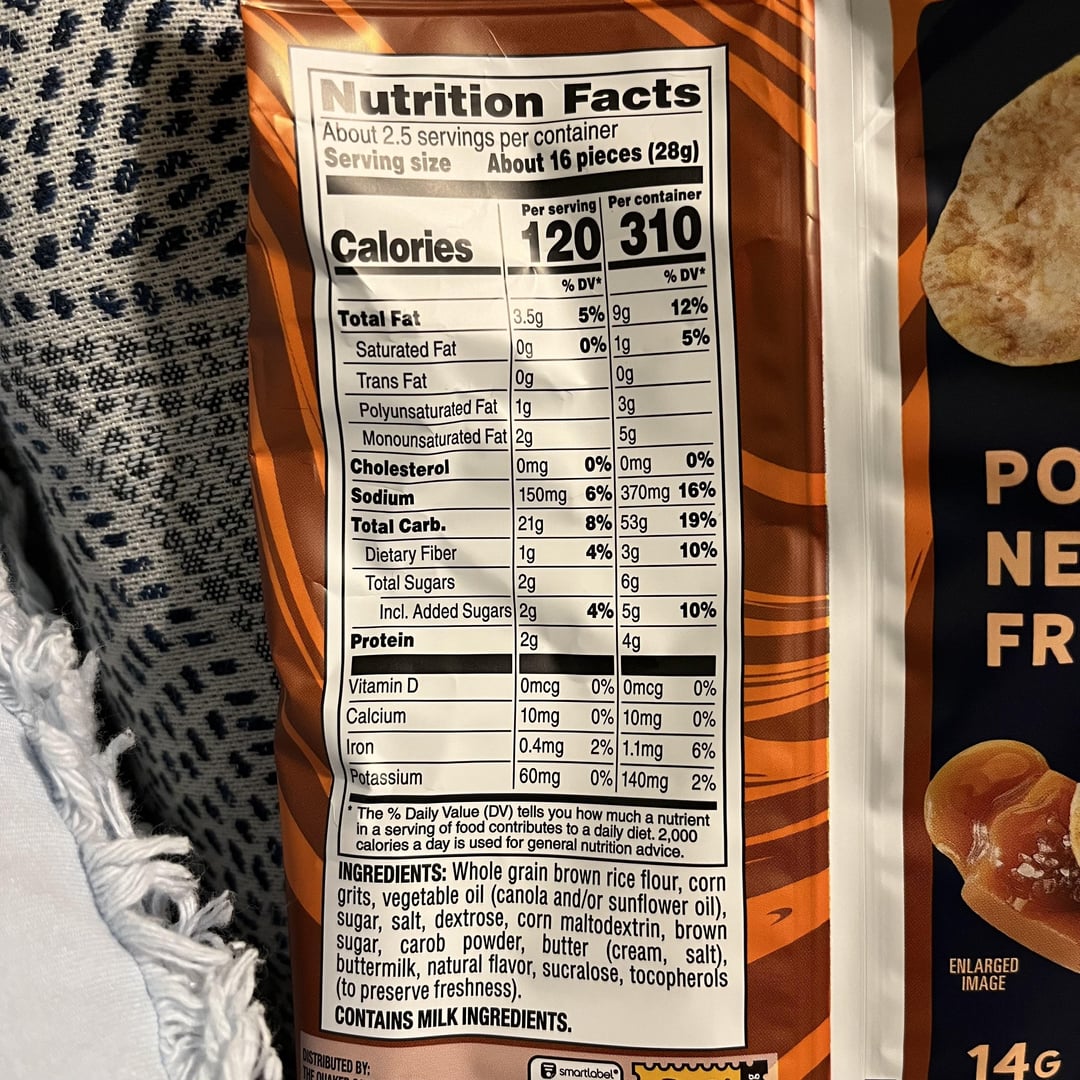 Nutrition Facts
About 2.5 servings per container
Serving size About 16 pieces (28g)
Per serving Per container
Calories 120 310
% DV* % DV*
Total Fat 3.5g 5% 9g 12%
Saturated Fat 0g 0% 1g 5%
Trans Fat 0g 0g
Polyunsaturated Fat 1g 3g
Monounsaturated Fat 2g 5g
Cholesterol 0mg 0% 0mg 0%
Sodium 150mg 6% 370mg 16%
Total Carb. 21g 8% 53g 19%
Dietary Fiber 1g 4% 3g 10%
Total Sugars 2g 6g
Incl. Added Sugars 2g 4% 5g 10%
Protein 2g 4g
Vitamin D 0mcg 0% 0mcg 0%
Calcium 10mg 0% 10mg 0%
Iron 0.4mg 2% 1.1mg 6%
Potassium 60mg 0% 140mg 2%
* The % Daily Value (DV) tells you how much a nutrient
in a serving of food contributes to a daily diet. 2,000
calories a day is used for general nutrition advice.
INGREDIENTS: Whole grain brown rice flour, corn
grits, vegetable oil (canola and/or sunflower oil),
sugar, salt, dextrose, corn maltodextrin, brown
sugar, carob powder, butter (cream, salt),
buttermilk, natural flavor, sucralose, tocopherols
(to preserve freshness).
CONTAINS MILK INGREDIENTS.
DISTRIBUTED BY:
THE QUAKER
smartlabel
PO
NE
FR
ENLARGED
IMAGE
14G